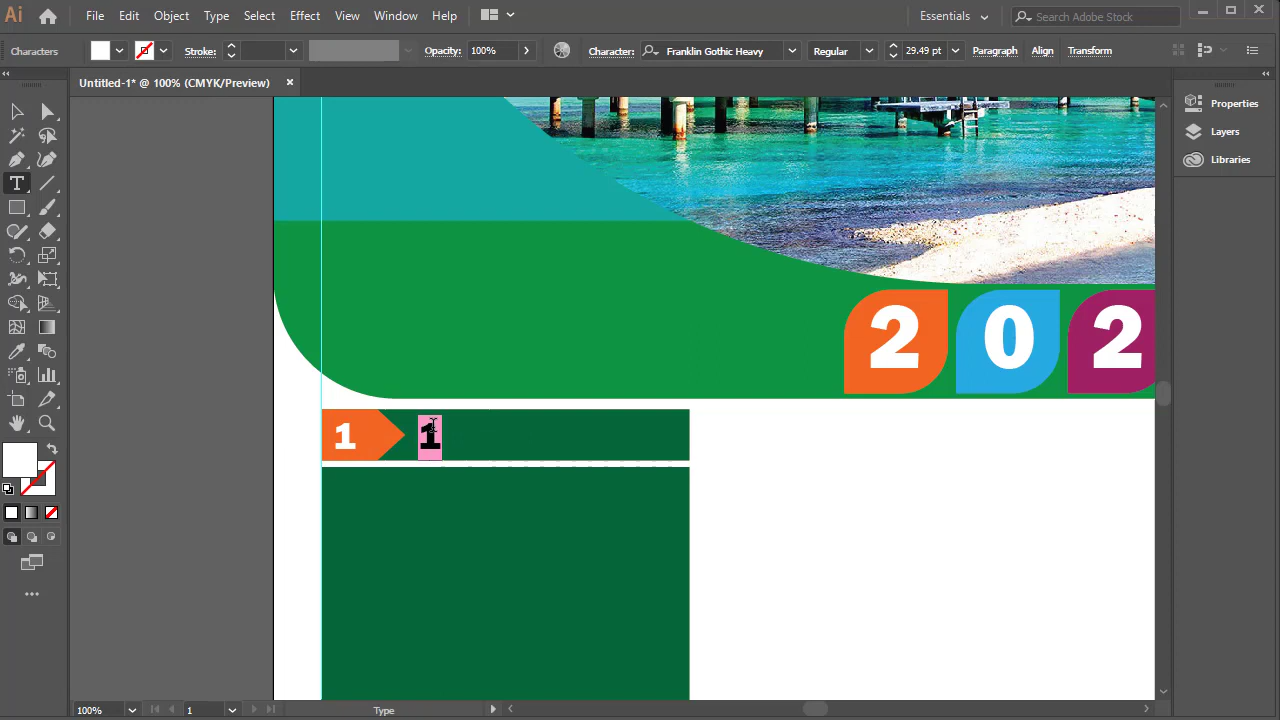 Ai File Edit Object Type Select Effect View Window Help Essentials Search Adobe Stock
Characters Stroke: Opacity: 100% Character: Franklin Gothic Heavy Regular 29.49 pt Paragraph Align Transform
Untitled-1* @ 100% (CMYK/Preview)
Properties
Layers
Libraries
2 0 2
1 1
100% 1 Type